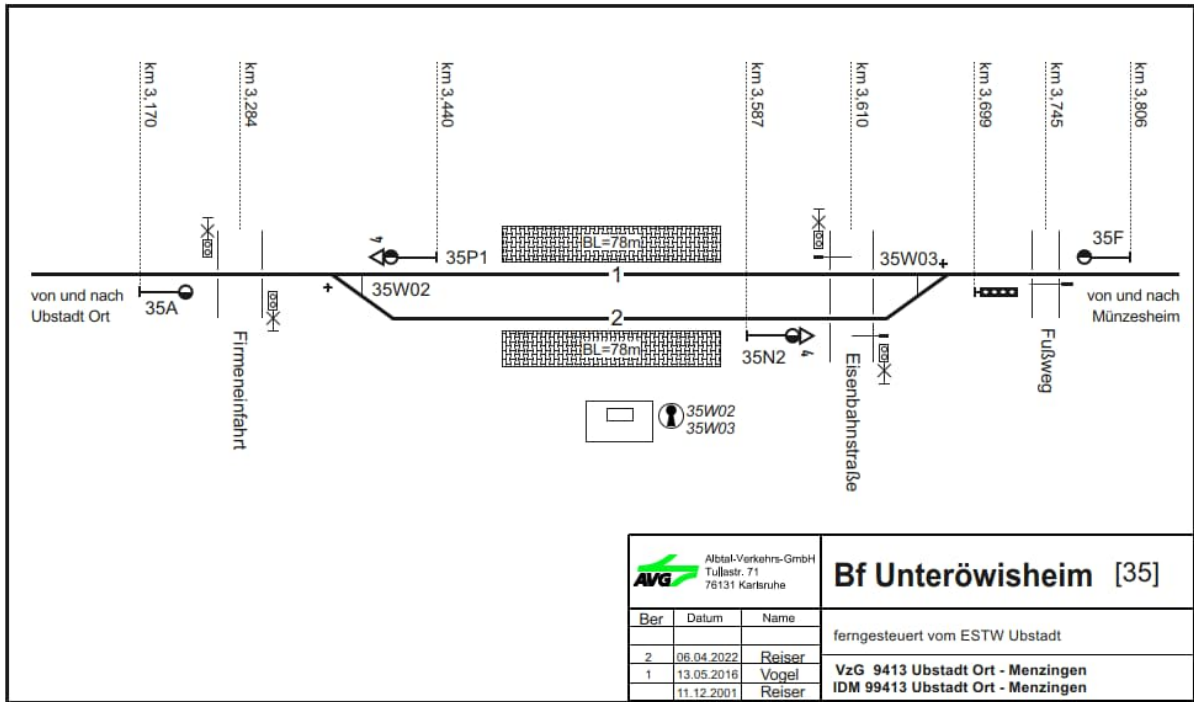 km 3,170
km 3,284
km 3,440
km 3,587
km 3,610
km 3,699
km 3,745
km 3,806
4
35P1
BL=78m
35W03
+
35F
1
von und nach
Ubstadt Ort
35A
+
35W02
2
von und nach
Münzesheim
BL=78m
35N2
4
Firmeneinfahrt
Eisenbahnstraße
Fußweg
35W02
35W03
AVG
Albtal-Verkehrs-GmbH
Tullastr. 71
76131 Karlsruhe
Bf Unteröwisheim [35]
Ber Datum Name
ferngesteuert vom ESTW Ubstadt
2 06.04.2022 Reiser
1 13.05.2016 Vogel
11.12.2001 Reiser
VzG 9413 Ubstadt Ort - Menzingen
IDM 99413 Ubstadt Ort - Menzingen